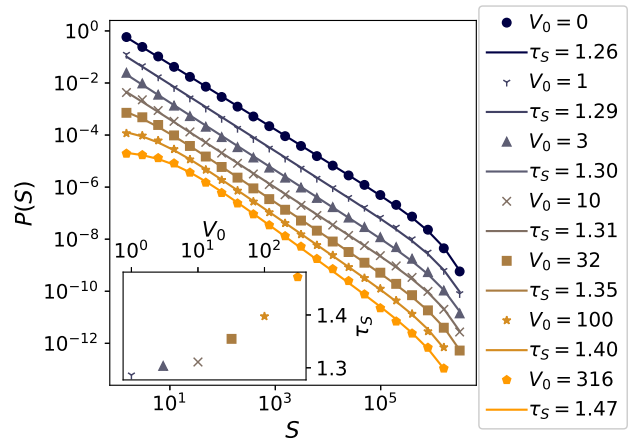 10^0
10^{-2}
10^{-4}
10^{-6}
10^{-8}
10^{-10}
10^{-12}
P(S)
10^1
10^3
10^5
S
V_0
10^0
10^1
10^2
1.4
1.3
τ_S
V_0 = 0
τ_S = 1.26
V_0 = 1
τ_S = 1.29
V_0 = 3
τ_S = 1.30
V_0 = 10
τ_S = 1.31
V_0 = 32
τ_S = 1.35
V_0 = 100
τ_S = 1.40
V_0 = 316
τ_S = 1.47